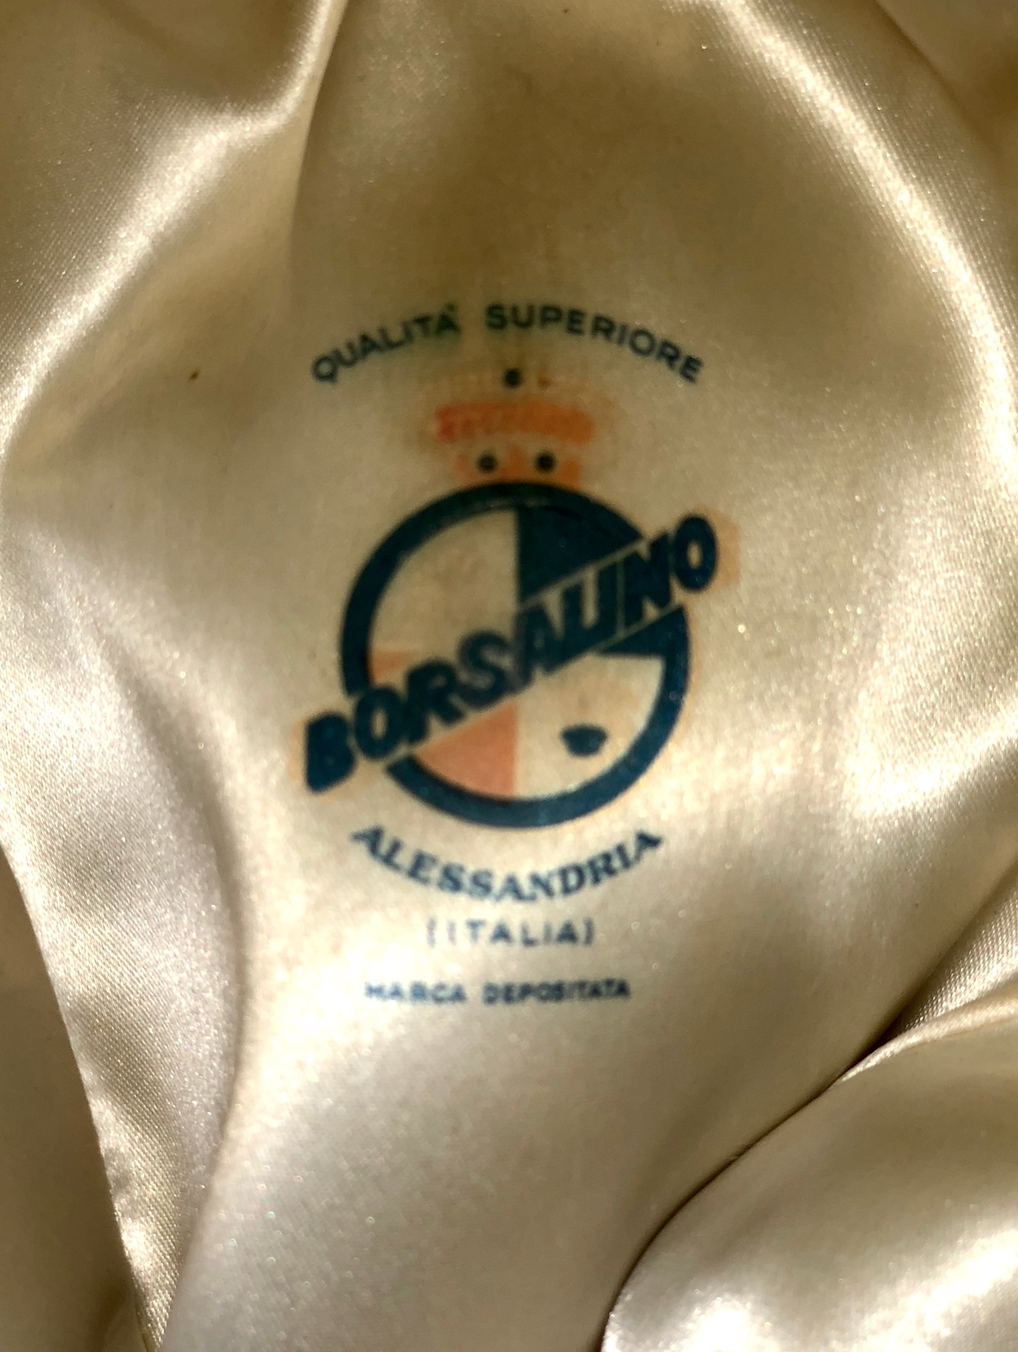 QUALITÀ SUPERIORE
BORSALINO
ALESSANDRIA
(ITALIA)
MARCA DEPOSITATA